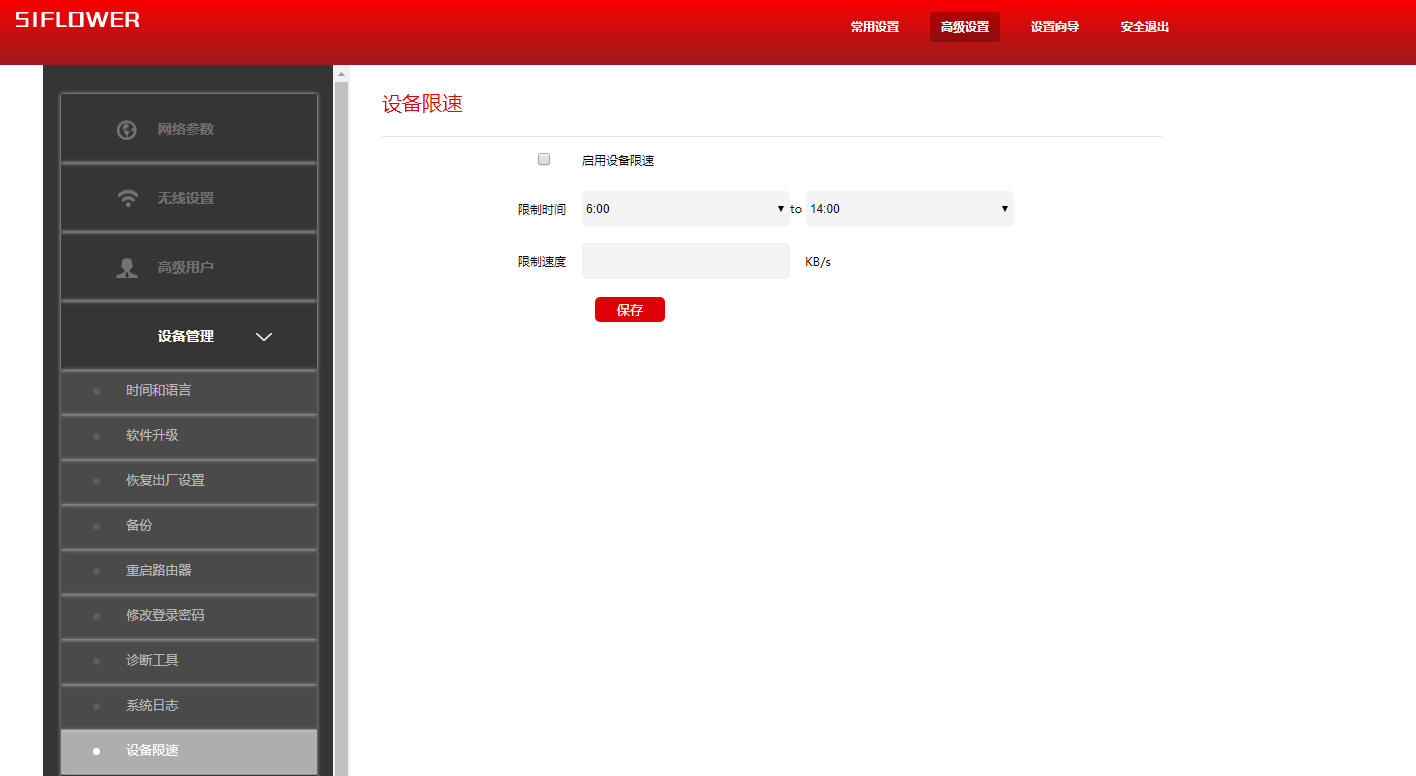 SIFLOWER
常用设置 高级设置 设置向导 安全退出
网络参数
无线设置
高级用户
设备管理
时间和语言
软件升级
恢复出厂设置
备份
重启路由器
修改登录密码
诊断工具
系统日志
设备限速
设备限速
启用设备限速
限制时间 6:00 to 14:00
限制速度 KB/s
保存